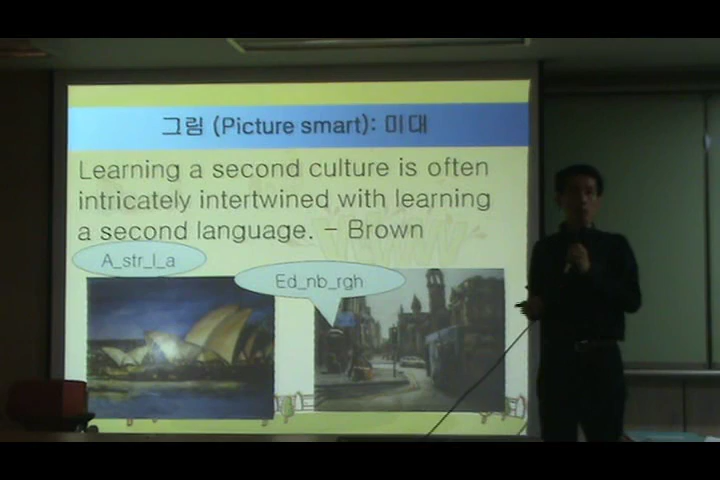 그림 (Picture smart): 미대
Learning a second culture is often
intricately intertwined with learning
a second language. – Brown
A_str_l_a
Ed_nb_rgh